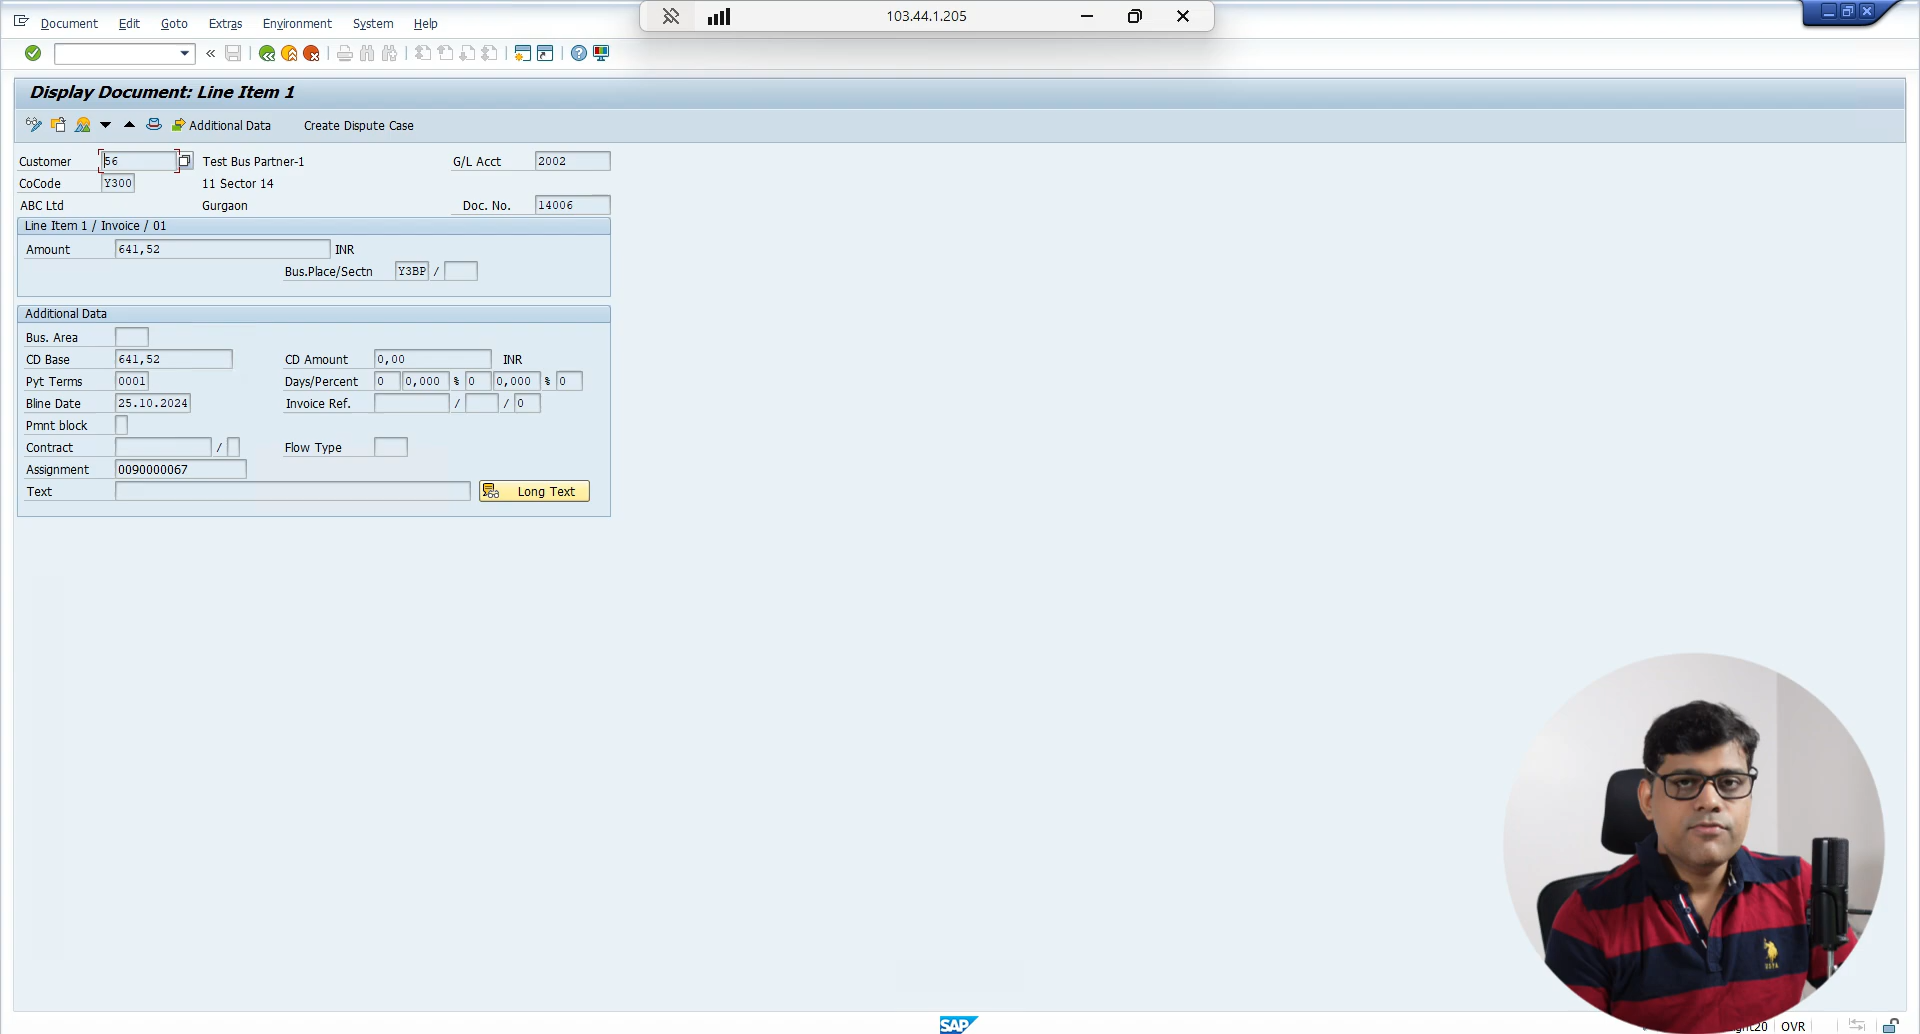 Document Edit Goto Extras Environment System Help
103.44.1.205
Display Document: Line Item 1
Additional Data Create Dispute Case
Customer 56 Test Bus Partner-1 G/L Acct 2002
CoCode Y300 11 Sector 14
ABC Ltd Gurgaon Doc. No. 14006
Line Item 1 / Invoice / 01
Amount 641,52 INR
Bus.Place/Sectn Y3BP /
Additional Data
Bus. Area
CD Base 641,52 CD Amount 0,00 INR
Pyt Terms 0001 Days/Percent 0 0,000 % 0 0,000 % 0
Bline Date 25.10.2024 Invoice Ref. / / 0
Pmnt block
Contract / Flow Type
Assignment 0090000067
Text Long Text
SAP
OVR